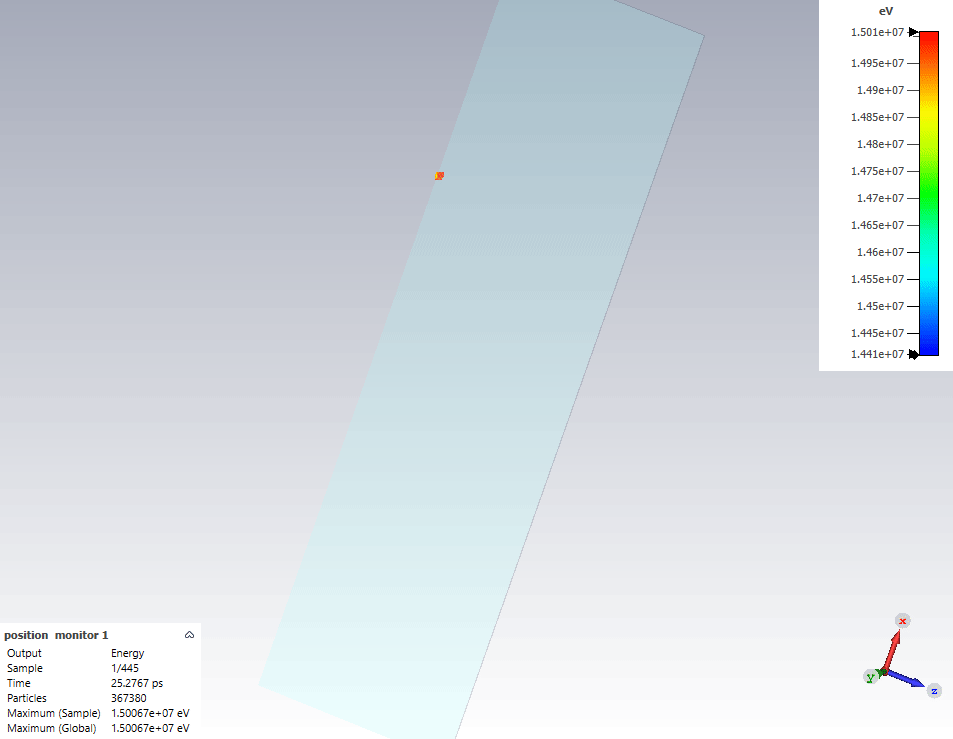 eV
1.501e+07
1.495e+07
1.49e+07
1.485e+07
1.48e+07
1.475e+07
1.47e+07
1.465e+07
1.46e+07
1.455e+07
1.45e+07
1.445e+07
1.441e+07
x
y
z
position monitor 1
Output Energy
Sample 1/445
Time 25.2767 ps
Particles 367380
Maximum (Sample) 1.50067e+07 eV
Maximum (Global) 1.50067e+07 eV